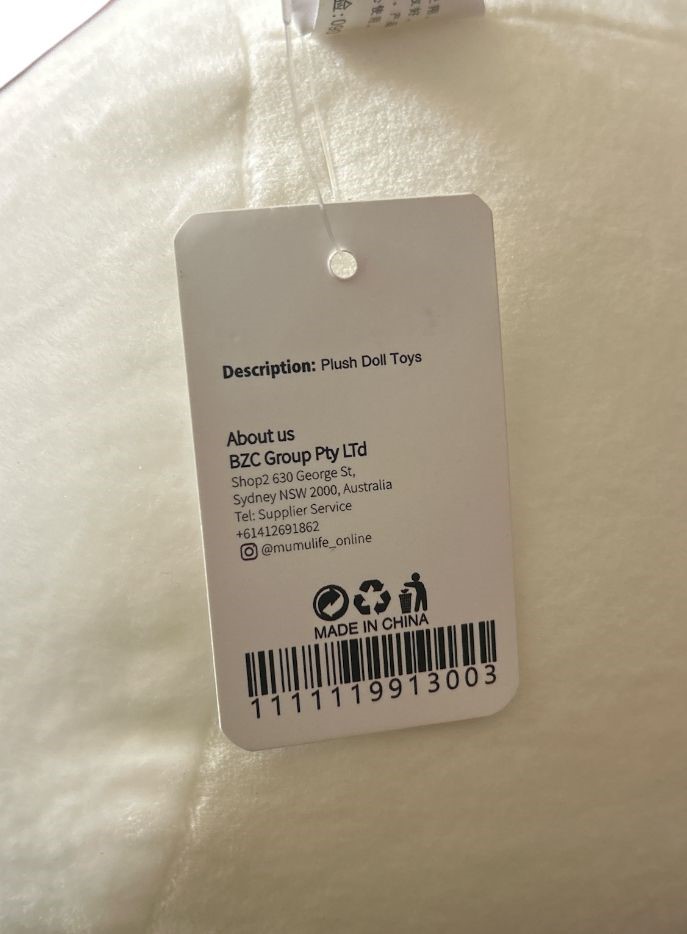 Description: Plush Doll Toys
About us
BZC Group Pty LTd
Shop2 630 George St,
Sydney NSW 2000, Australia
Tel: Supplier Service
+61412691862
@mumulife_online
MADE IN CHINA
1111119913003